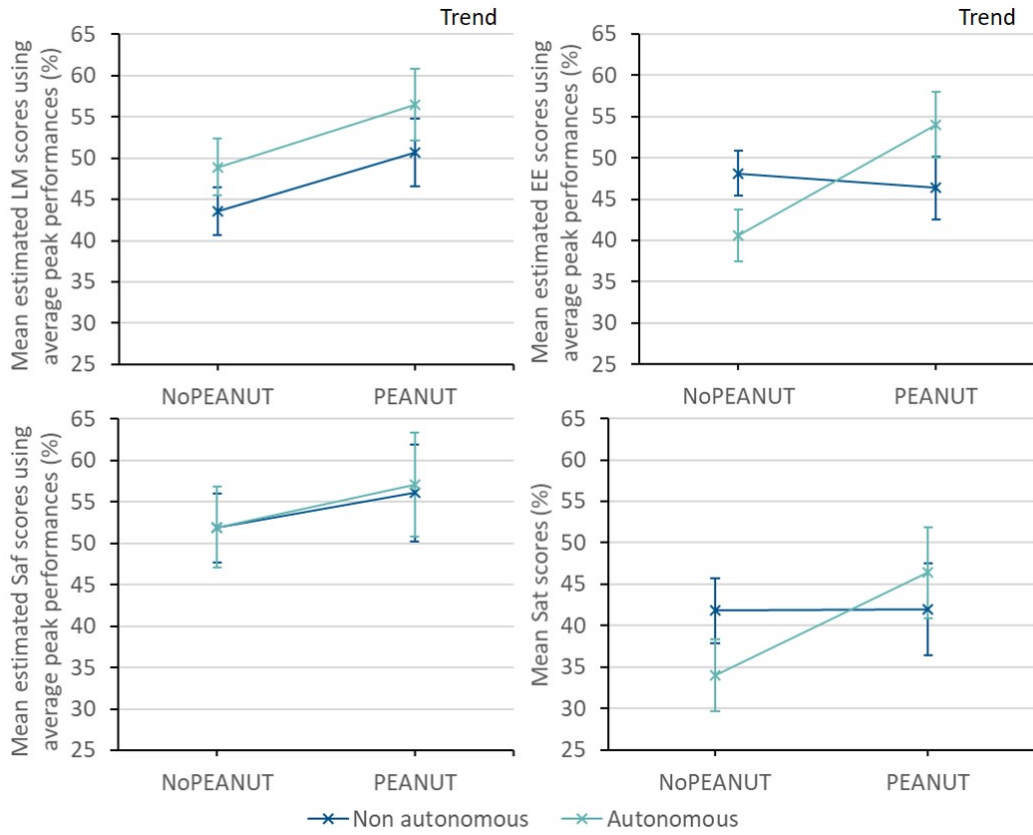 Trend
Mean estimated LM scores using
average peak performances (%)
65
60
55
50
45
40
35
30
25
NoPEANUT
PEANUT
Trend
Mean estimated EE scores using
average peak performances (%)
65
60
55
50
45
40
35
30
25
NoPEANUT
PEANUT
Mean estimated Saf scores using
average peak performances (%)
65
60
55
50
45
40
35
30
25
NoPEANUT
PEANUT
Mean Sat scores (%)
65
60
55
50
45
40
35
30
25
NoPEANUT
PEANUT
Non autonomous
Autonomous